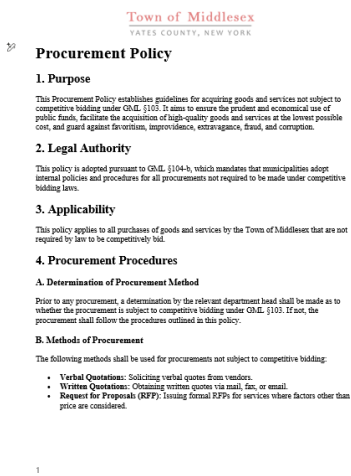 Town of Middlesex
YATES COUNTY, NEW YORK
Procurement Policy
1. Purpose
This Procurement Policy establishes guidelines for acquiring goods and services not subject to
competitive bidding under GML §103. It aims to ensure the prudent and economical use of
public funds, facilitate the acquisition of high-quality goods and services at the lowest possible
cost, and guard against favoritism, improvidence, extravagance, fraud, and corruption.
2. Legal Authority
This policy is adopted pursuant to GML §104-b, which mandates that municipalities adopt
internal policies and procedures for all procurements not required to be made under competitive
bidding laws.
3. Applicability
This policy applies to all purchases of goods and services by the Town of Middlesex that are not
required by law to be competitively bid.
4. Procurement Procedures
A. Determination of Procurement Method
Prior to any procurement, a determination by the relevant department head shall be made as to
whether the procurement is subject to competitive bidding under GML §103. If not, the
procurement shall follow the procedures outlined in this policy.
B. Methods of Procurement
The following methods shall be used for procurements not subject to competitive bidding:
• Verbal Quotations: Soliciting verbal quotes from vendors.
• Written Quotations: Obtaining written quotes via mail, fax, or email.
• Request for Proposals (RFP): Issuing formal RFPs for services where factors other than
price are considered.
1